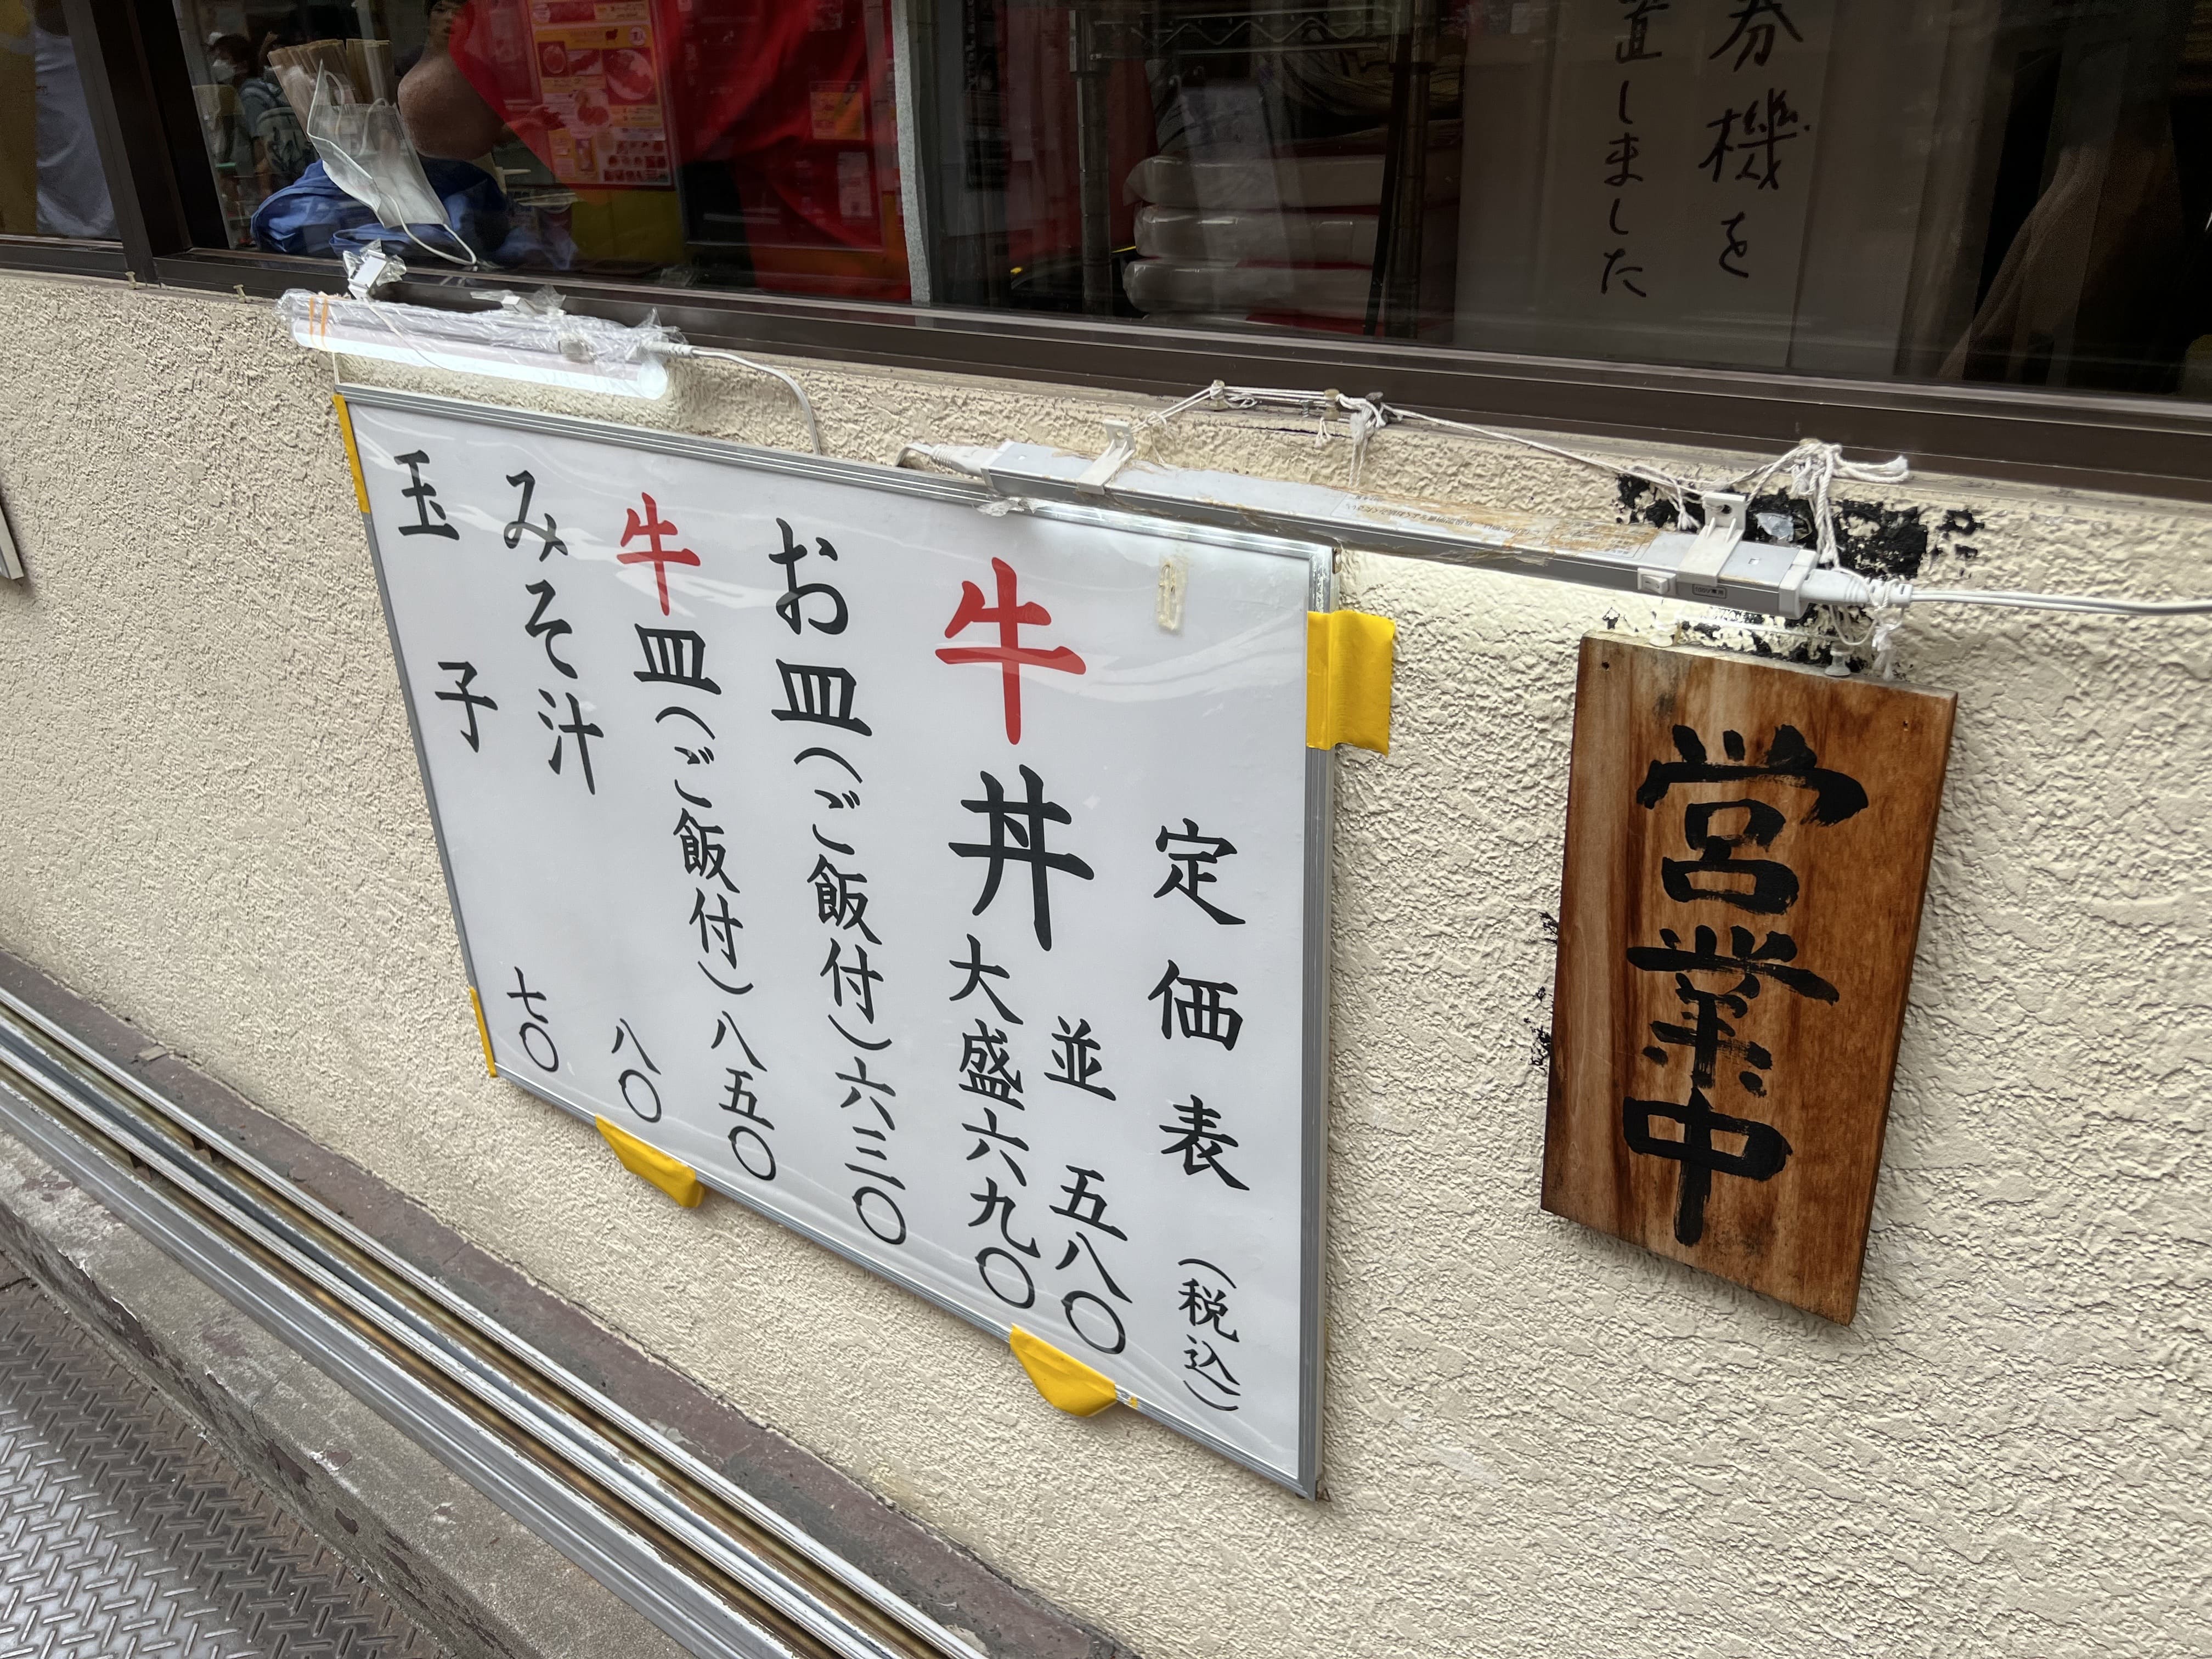 券機を
置しました
定価表(税込)
牛丼 並 五八〇
大盛 六九〇
お皿(ご飯付)六三〇
牛皿(ご飯付)八五〇
みそ汁 八〇
玉子 七〇
営業中